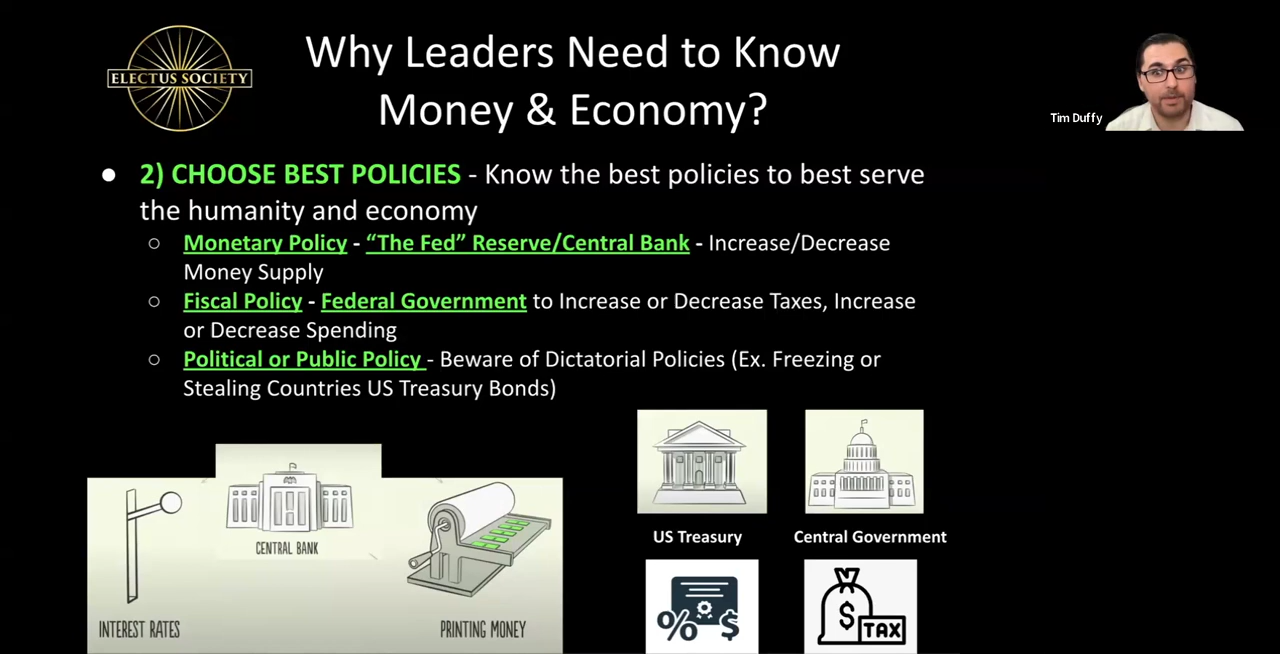 ELECTUS SOCIETY
Why Leaders Need to Know
Money & Economy?
Tim Duffy
● 2) CHOOSE BEST POLICIES - Know the best policies to best serve
the humanity and economy
○ Monetary Policy - “The Fed” Reserve/Central Bank - Increase/Decrease
Money Supply
○ Fiscal Policy - Federal Government to Increase or Decrease Taxes, Increase
or Decrease Spending
○ Political or Public Policy - Beware of Dictatorial Policies (Ex. Freezing or
Stealing Countries US Treasury Bonds)
CENTRAL BANK
INTEREST RATES
PRINTING MONEY
US Treasury
Central Government
% $
$ TAX